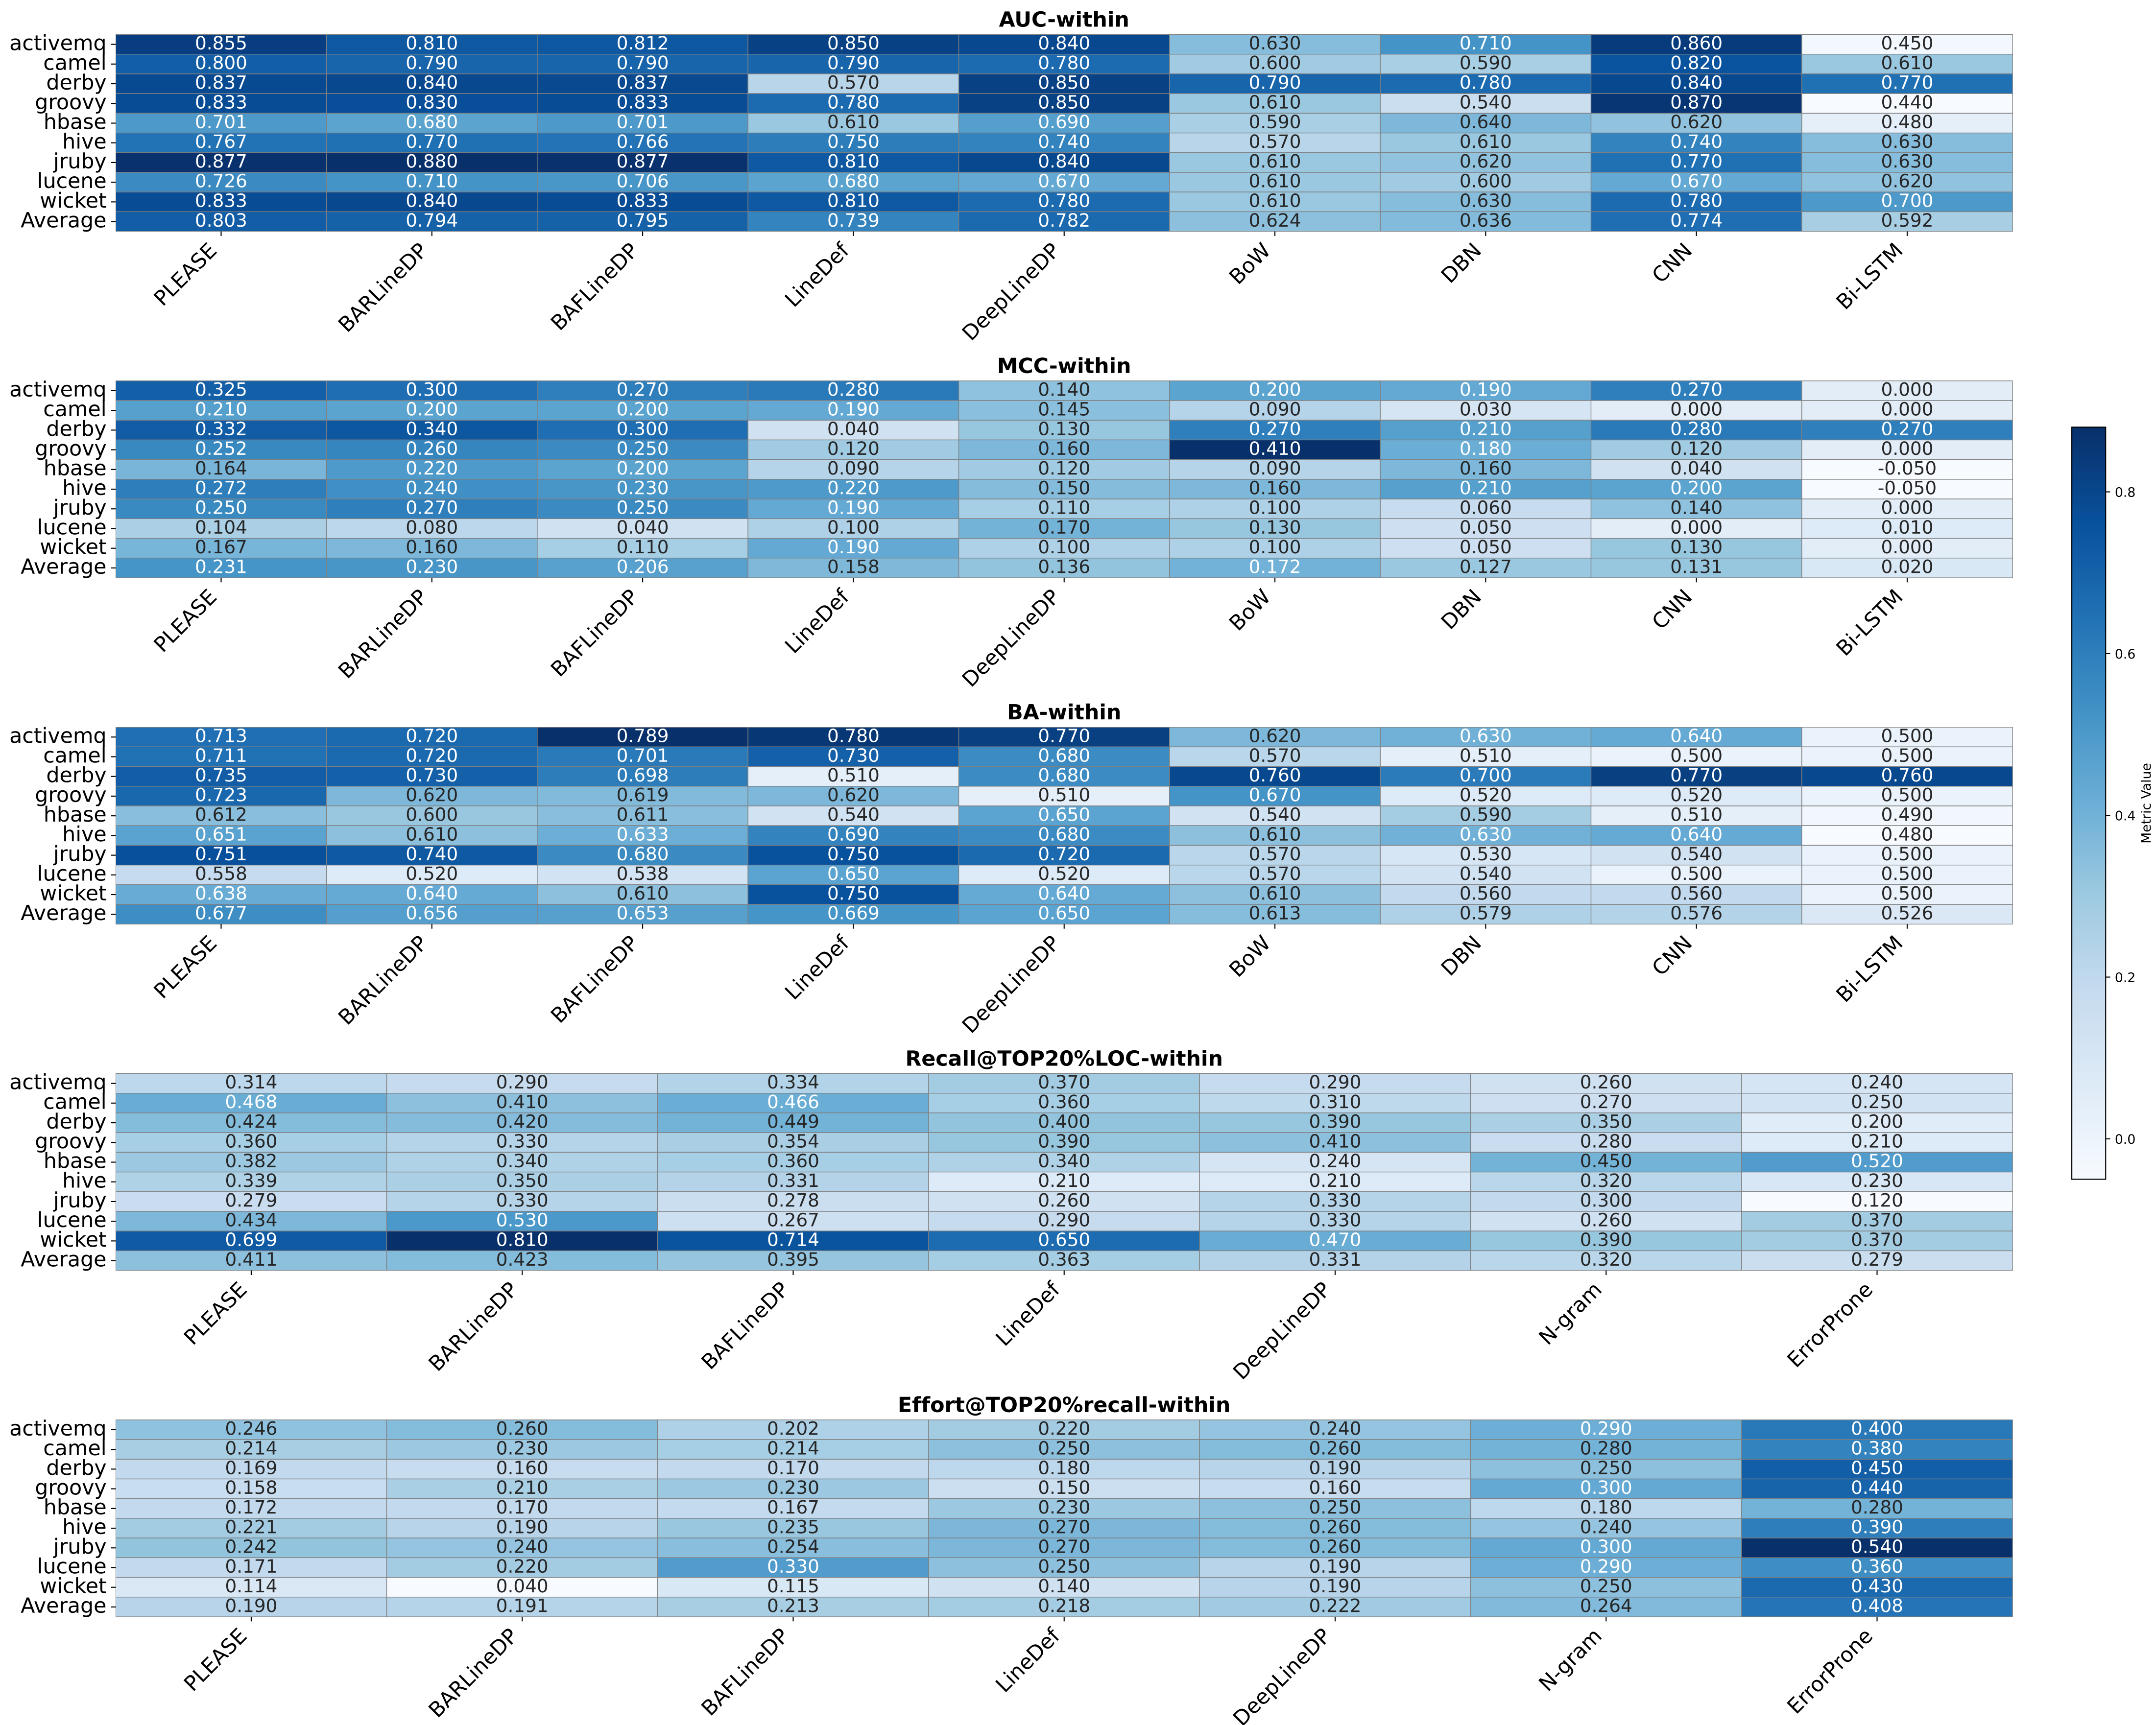 AUC-within
activemq 0.855 0.810 0.812 0.850 0.840 0.630 0.710 0.860 0.450
camel 0.800 0.790 0.790 0.790 0.780 0.600 0.590 0.820 0.610
derby 0.837 0.840 0.837 0.570 0.850 0.790 0.780 0.840 0.770
groovy 0.833 0.830 0.833 0.780 0.850 0.610 0.540 0.870 0.440
hbase 0.701 0.680 0.701 0.610 0.690 0.590 0.640 0.620 0.480
hive 0.767 0.770 0.766 0.750 0.740 0.570 0.610 0.740 0.630
jruby 0.877 0.880 0.877 0.810 0.840 0.610 0.620 0.770 0.630
lucene 0.726 0.710 0.706 0.680 0.670 0.610 0.600 0.670 0.620
wicket 0.833 0.840 0.833 0.810 0.780 0.610 0.630 0.780 0.700
Average 0.803 0.794 0.795 0.739 0.782 0.624 0.636 0.774 0.592
PLEASE BARLineDP BAFLineDP LineDef DeepLineDP BoW DBN CNN Bi-LSTM
MCC-within
activemq 0.325 0.300 0.270 0.280 0.140 0.200 0.190 0.270 0.000
camel 0.210 0.200 0.200 0.190 0.145 0.090 0.030 0.000 0.000
derby 0.332 0.340 0.300 0.040 0.130 0.270 0.210 0.280 0.270
groovy 0.252 0.260 0.250 0.120 0.160 0.410 0.180 0.120 0.000
hbase 0.164 0.220 0.200 0.090 0.120 0.090 0.160 0.040 -0.050
hive 0.272 0.240 0.230 0.220 0.150 0.160 0.210 0.200 -0.050
jruby 0.250 0.270 0.250 0.190 0.110 0.100 0.060 0.140 0.000
lucene 0.104 0.080 0.040 0.100 0.170 0.130 0.050 0.000 0.010
wicket 0.167 0.160 0.110 0.190 0.100 0.100 0.050 0.130 0.000
Average 0.231 0.230 0.206 0.158 0.136 0.172 0.127 0.131 0.020
PLEASE BARLineDP BAFLineDP LineDef DeepLineDP BoW DBN CNN Bi-LSTM
BA-within
activemq 0.713 0.720 0.789 0.780 0.770 0.620 0.630 0.640 0.500
camel 0.711 0.720 0.701 0.730 0.680 0.570 0.510 0.500 0.500
derby 0.735 0.730 0.698 0.510 0.680 0.760 0.700 0.770 0.760
groovy 0.723 0.620 0.619 0.620 0.510 0.670 0.520 0.520 0.500
hbase 0.612 0.600 0.611 0.540 0.650 0.540 0.590 0.510 0.490
hive 0.651 0.610 0.633 0.690 0.680 0.610 0.630 0.640 0.480
jruby 0.751 0.740 0.680 0.750 0.720 0.570 0.530 0.540 0.500
lucene 0.558 0.520 0.538 0.650 0.520 0.570 0.540 0.500 0.500
wicket 0.638 0.640 0.610 0.750 0.640 0.610 0.560 0.560 0.500
Average 0.677 0.656 0.653 0.669 0.650 0.613 0.579 0.576 0.526
PLEASE BARLineDP BAFLineDP LineDef DeepLineDP BoW DBN CNN Bi-LSTM
Recall@TOP20%LOC-within
activemq 0.314 0.290 0.334 0.370 0.290 0.260 0.240
camel 0.468 0.410 0.466 0.360 0.310 0.270 0.250
derby 0.424 0.420 0.449 0.400 0.390 0.350 0.200
groovy 0.360 0.330 0.354 0.390 0.410 0.280 0.210
hbase 0.382 0.340 0.360 0.340 0.240 0.450 0.520
hive 0.339 0.350 0.331 0.210 0.210 0.320 0.230
jruby 0.279 0.330 0.278 0.260 0.330 0.300 0.120
lucene 0.434 0.530 0.267 0.290 0.330 0.260 0.370
wicket 0.699 0.810 0.714 0.650 0.470 0.390 0.370
Average 0.411 0.423 0.395 0.363 0.331 0.320 0.279
PLEASE BARLineDP BAFLineDP LineDef DeepLineDP N-gram ErrorProne
Effort@TOP20%recall-within
activemq 0.246 0.260 0.202 0.220 0.240 0.290 0.400
camel 0.214 0.230 0.214 0.250 0.260 0.280 0.380
derby 0.169 0.160 0.170 0.180 0.190 0.250 0.450
groovy 0.158 0.210 0.230 0.150 0.160 0.300 0.440
hbase 0.172 0.170 0.167 0.230 0.250 0.180 0.280
hive 0.221 0.190 0.235 0.270 0.260 0.240 0.390
jruby 0.242 0.240 0.254 0.270 0.260 0.300 0.540
lucene 0.171 0.220 0.330 0.250 0.190 0.290 0.360
wicket 0.114 0.040 0.115 0.140 0.190 0.250 0.430
Average 0.190 0.191 0.213 0.218 0.222 0.264 0.408
PLEASE BARLineDP BAFLineDP LineDef DeepLineDP N-gram ErrorProne
0.8
0.6
0.4
0.2
0.0
Metric Value